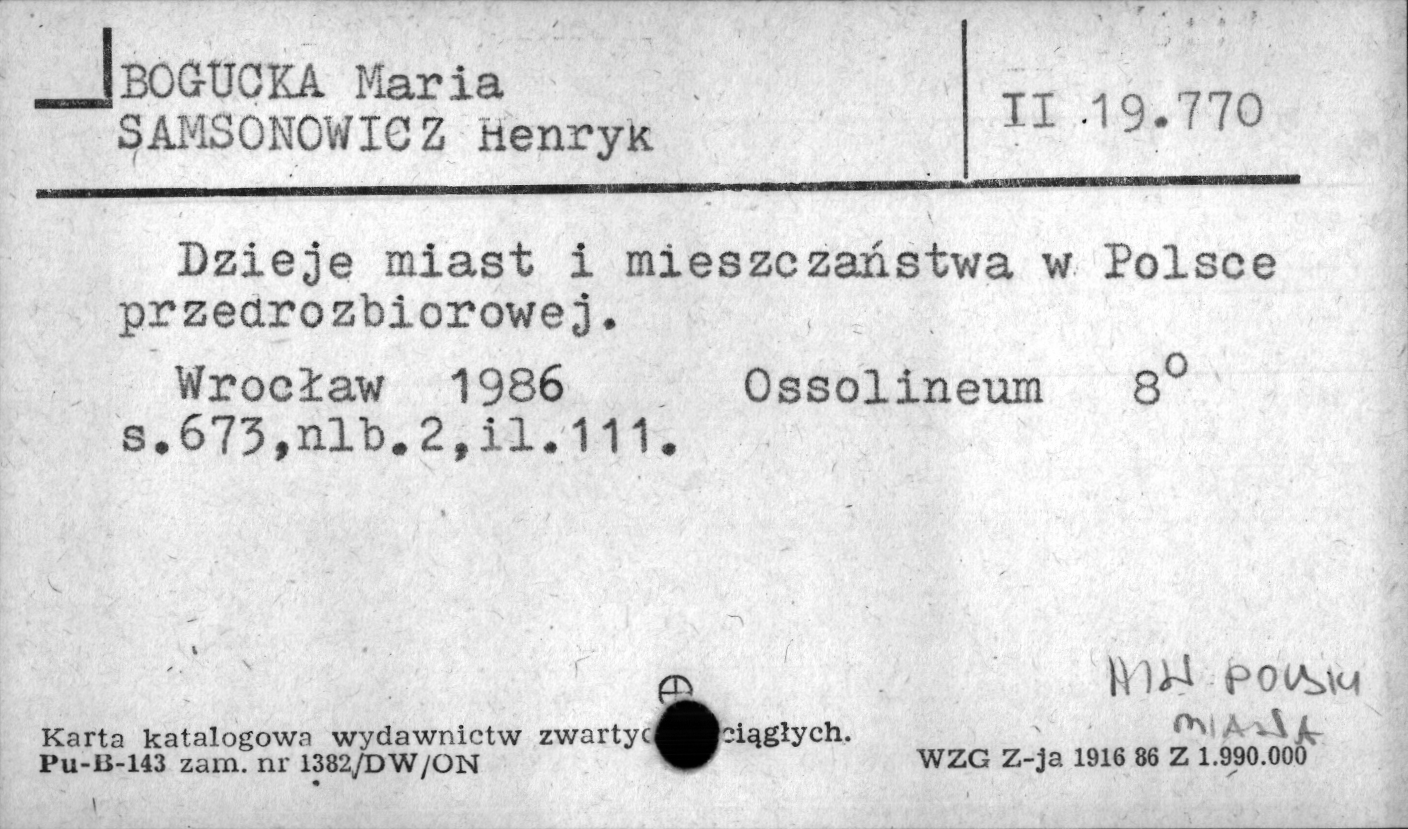 BOGUCKA Maria
SAMSONOWICZ Henryk
II 19.770
Dzieje miast i mieszczaństwa w Polsce
przedrozbiorowej.
Wrocław 1986 Ossolineum 8°
s.673,nlb.2,il.111.
POLSKI
MIASTA
Karta katalogowa wydawnictw ciągłych.
Pu-B-143 zam. nr 1382/DW/ON
WZG Z-ja 1916 86 Z 1.990.000